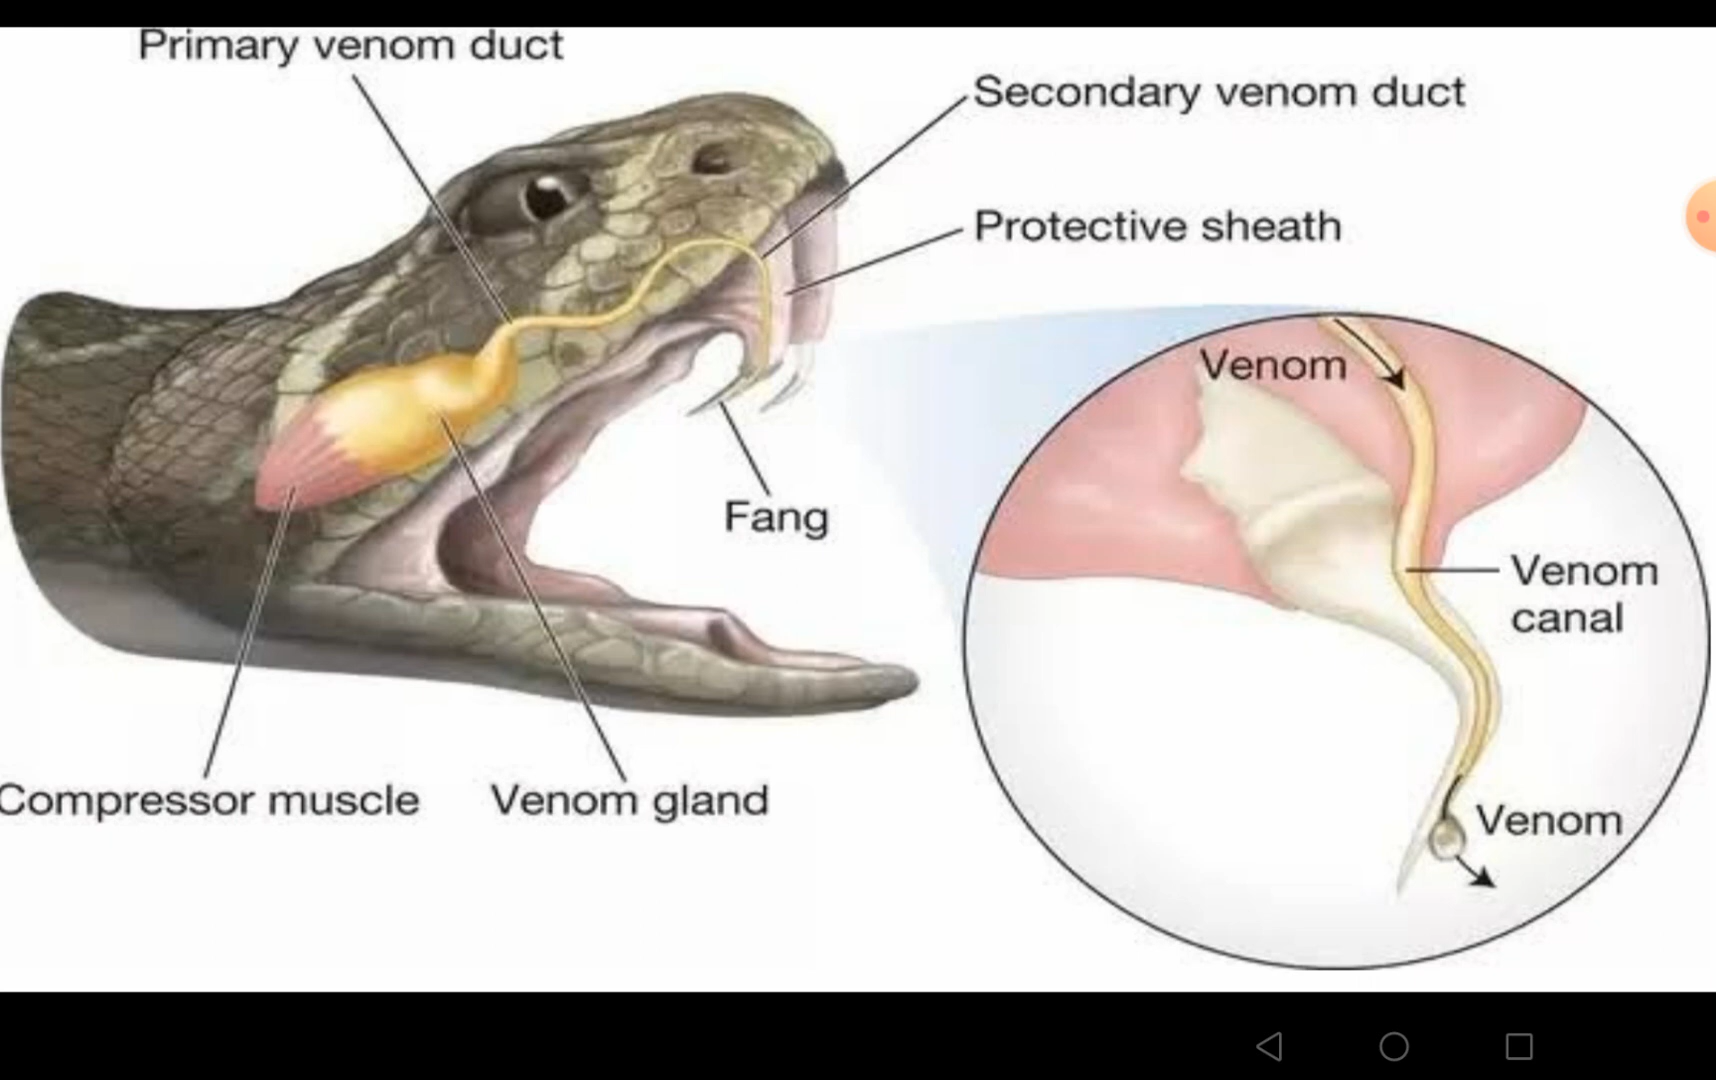 Primary venom duct
Secondary venom duct
Protective sheath
Venom
Fang
Venom
canal
Compressor muscle
Venom gland
Venom